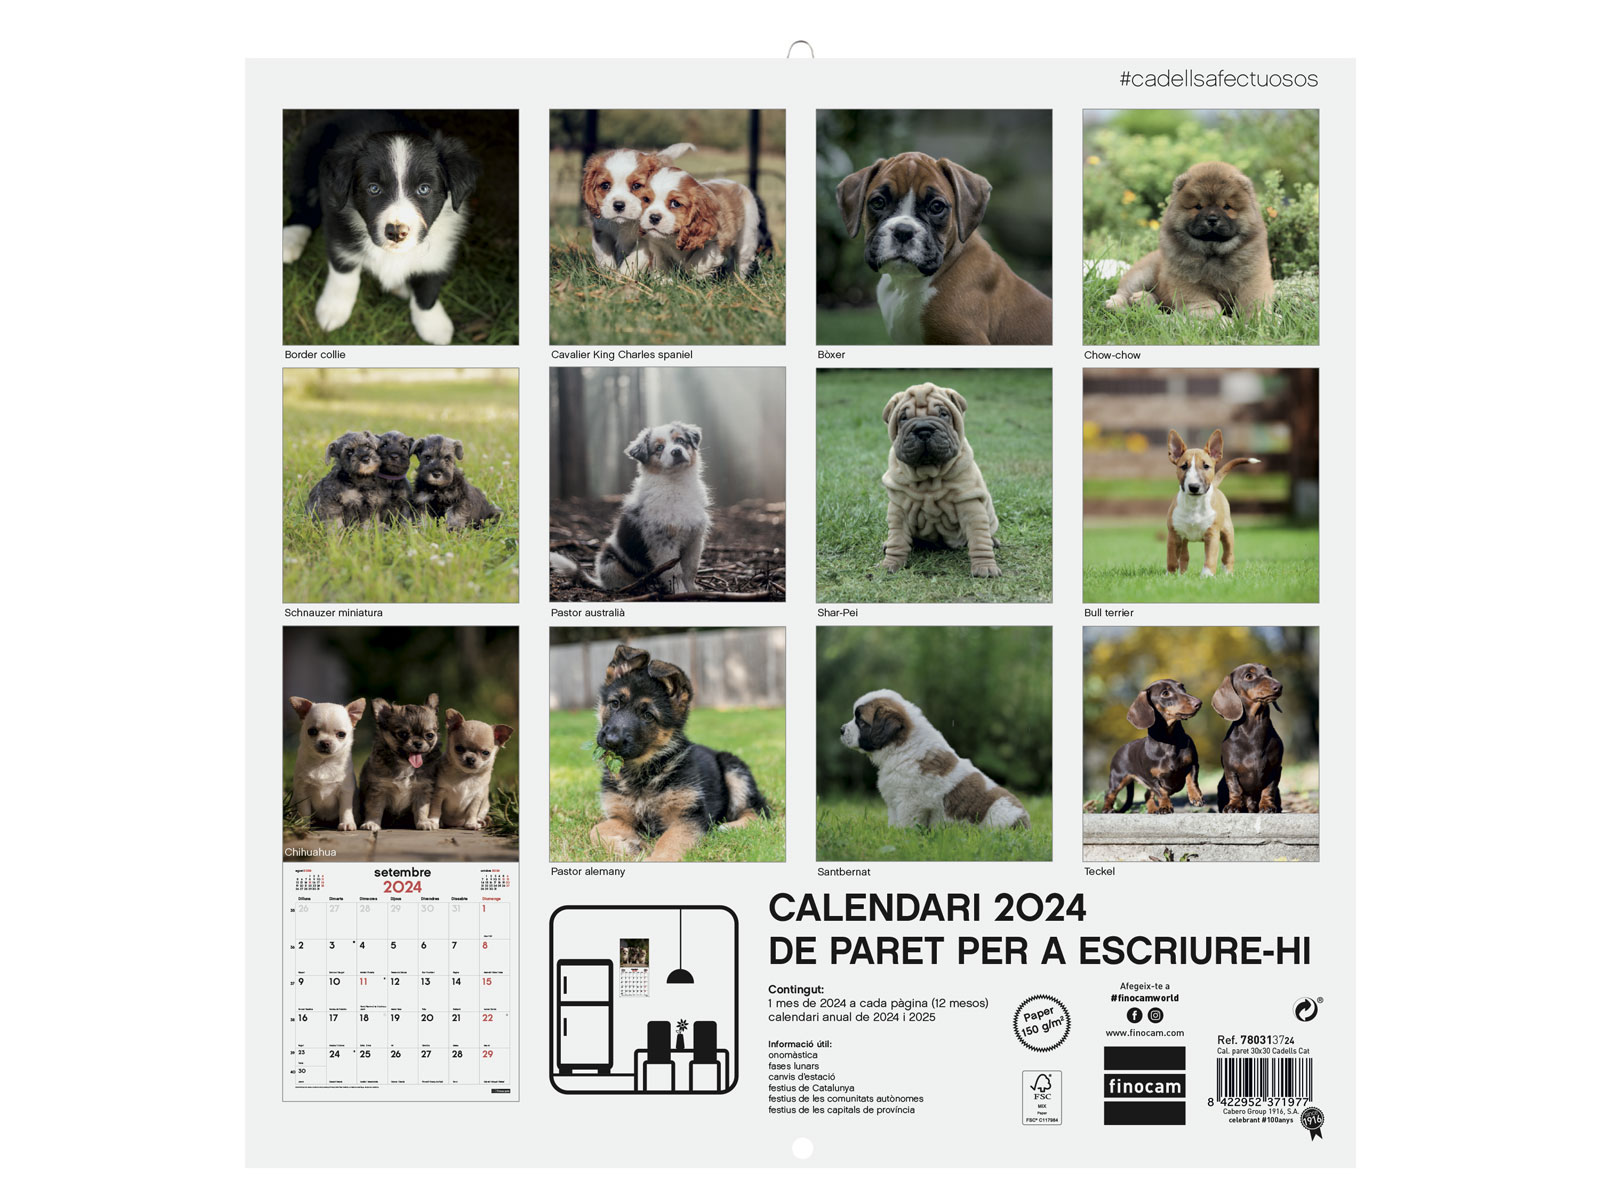 #cadellsafectuosos
Border collie
Cavalier King Charles spaniel
Bòxer
Chow-chow
Schnauzer miniatura
Pastor australià
Shar-Pei
Bull terrier
Chihuahua
Pastor alemany
Santbernat
Teckel
setembre
2024
Dilluns Dimarts Dimecres Dijous Divendres Dissabte Diumenge
26 27 28 29 30 31 1
2 3 4 5 6 7 8
9 10 11 12 13 14 15
16 17 18 19 20 21 22
23 24 25 26 27 28 29
30
CALENDARI 2024
DE PARET PER A ESCRIURE-HI
Contingut:
1 mes de 2024 a cada pàgina (12 mesos)
calendari anual de 2024 i 2025
Informació útil:
onomàstica
fases lunars
canvis d'estació
festius de Catalunya
festius de les comunitats autònomes
festius de les capitals de província
Paper
150 g/m²
FSC
MIX
Paper
FSC® C117984
Afegeix-te a
#finocamworld
www.finocam.com
finocam
®
Ref. 780313724
Cal. paret 30x30 Cadells Cat
8 422952 371977
Cabero Group 1916, S.A.
celebrant #100anys
1916